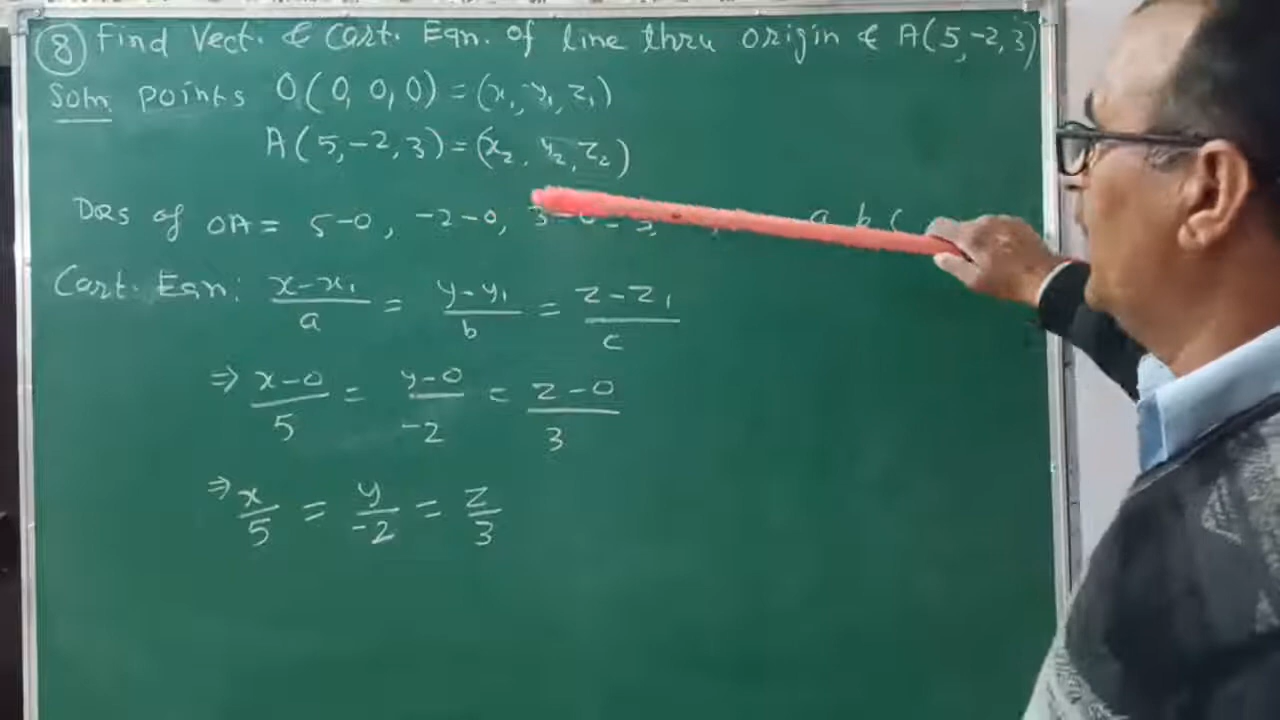 ⑧ Find Vect. & Cart. Eqn. of line thru origin & A(5,-2,3)
Soln Points O(0,0,0) = (x₁, y₁, z₁)
A(5,-2,3) = (x₂, y₂, z₂)
DRs of OA = 5-0, -2-0, a, b, c
Cart. Eqn: (x-x₁)/a = (y-y₁)/b = (z-z₁)/c
⇒ (x-0)/5 = (y-0)/-2 = (z-0)/3
⇒ x/5 = y/-2 = z/3